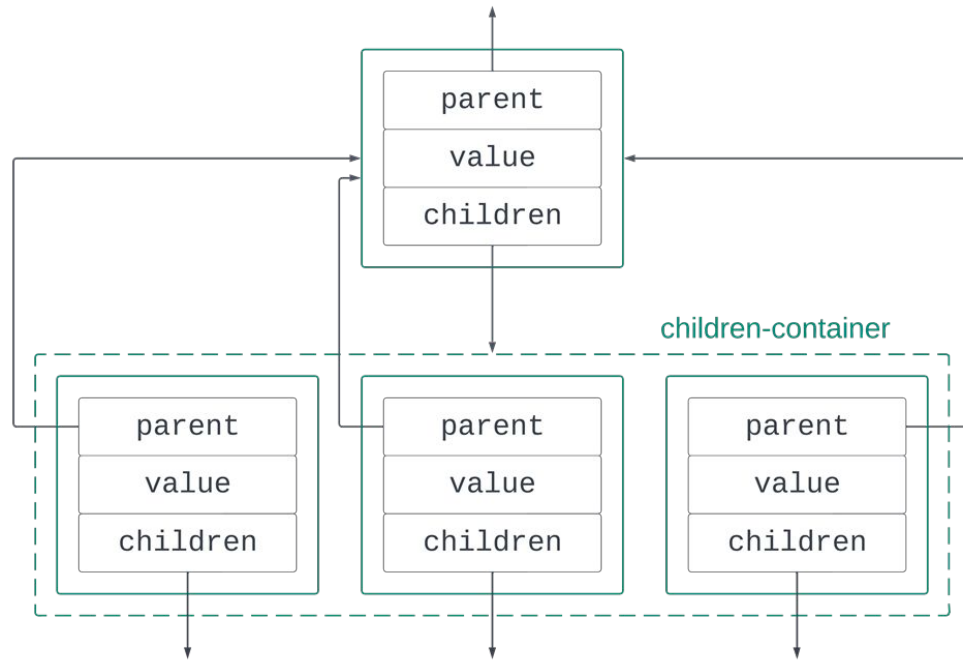 parent
value
children
children-container
parent
value
children
parent
value
children
parent
value
children